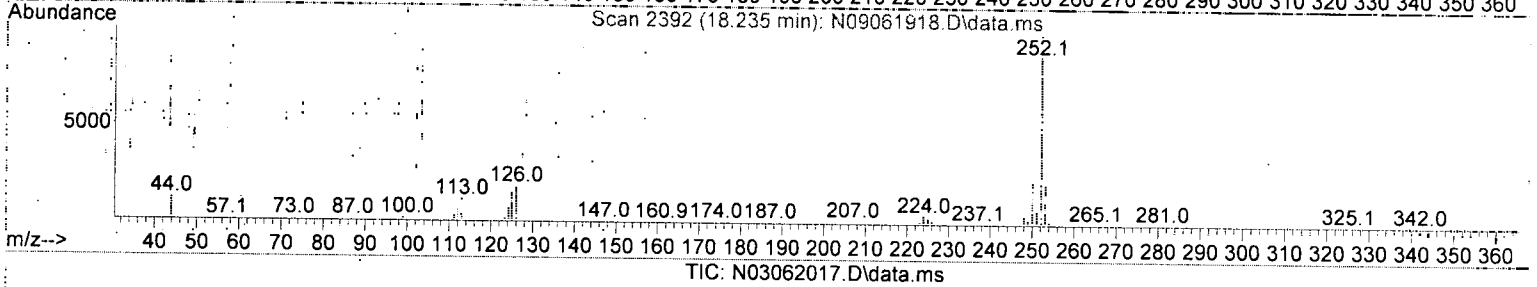 Abundance
Scan 2392 (18.235 min): N09061918.D\data.ms
252.1
5000
44.0 57.1 73.0 87.0 100.0 113.0 126.0 147.0 160.9 174.0 187.0 207.0 224.0 237.1 265.1 281.0 325.1 342.0
m/z--> 40 50 60 70 80 90 100 110 120 130 140 150 160 170 180 190 200 210 220 230 240 250 260 270 280 290 300 310 320 330 340 350 360
TIC: N03062017.D\data.ms